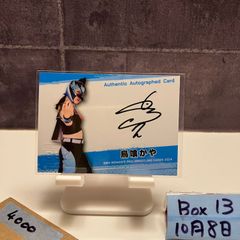 Authentic Autographed Card
鳥喰かや
4000
Box 13
10月8日